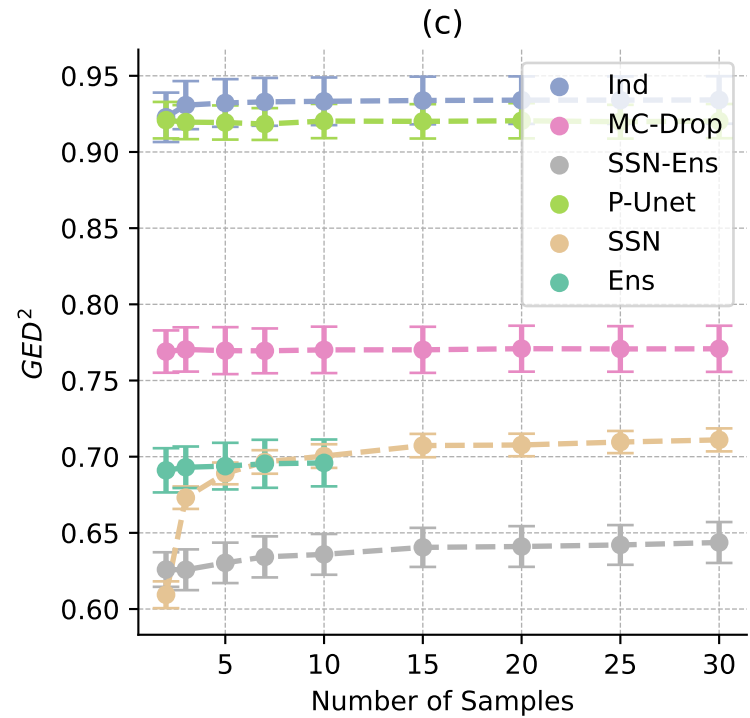 (c)
0.95
0.90
0.85
0.80
0.75
0.70
0.65
0.60
GED²
Ind
MC-Drop
SSN-Ens
P-Unet
SSN
Ens
5 10 15 20 25 30
Number of Samples